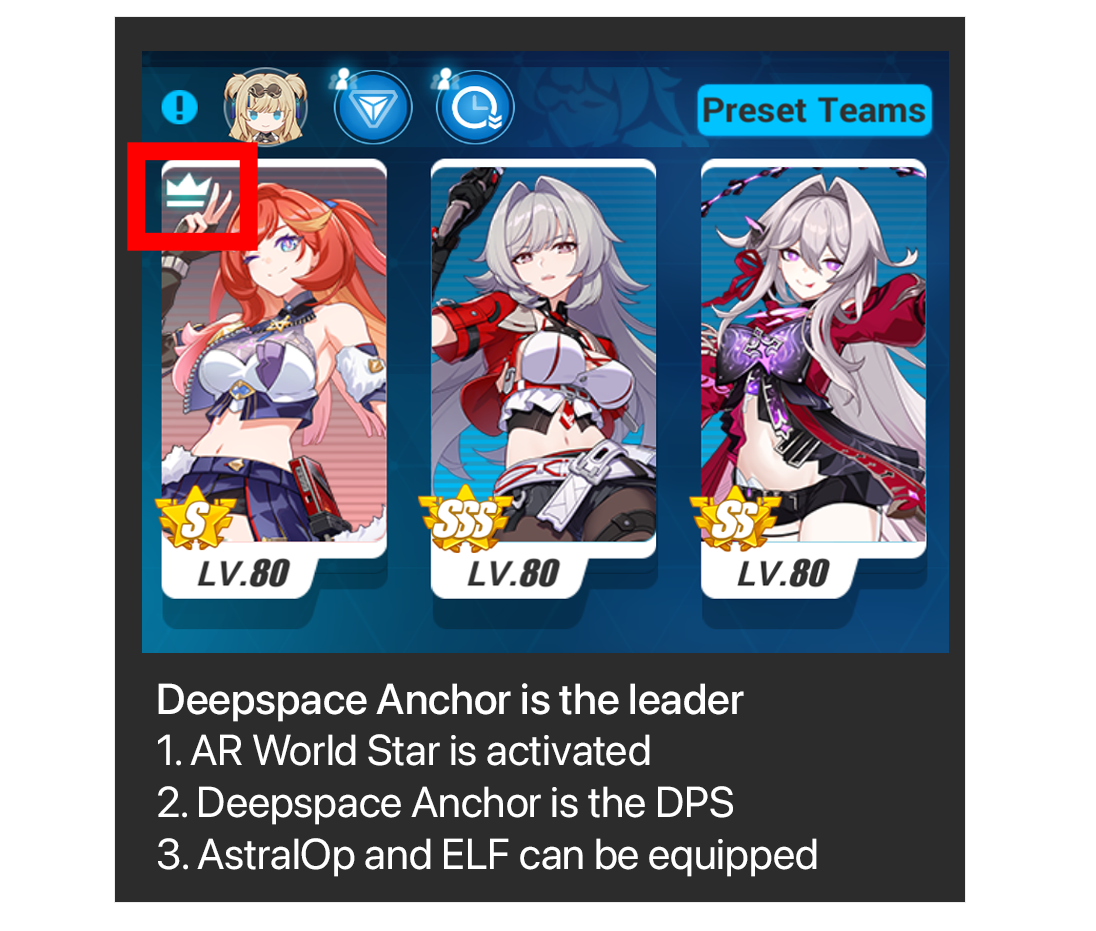 Preset Teams
S
SSS
SS
LV.80
LV.80
LV.80
Deepspace Anchor is the leader
1. AR World Star is activated
2. Deepspace Anchor is the DPS
3. AstralOp and ELF can be equipped